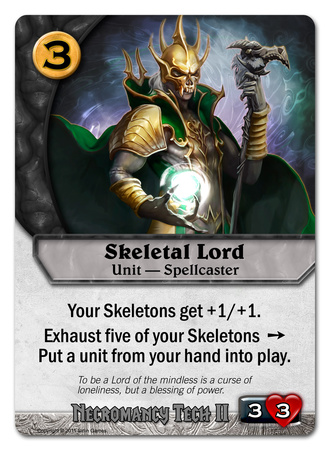 3
Skeletal Lord
Unit — Spellcaster
Your Skeletons get +1/+1.
Exhaust five of your Skeletons →
Put a unit from your hand into play.
To be a Lord of the mindless is a curse of
loneliness, but a blessing of power.
Necromancy Tech II
3 3